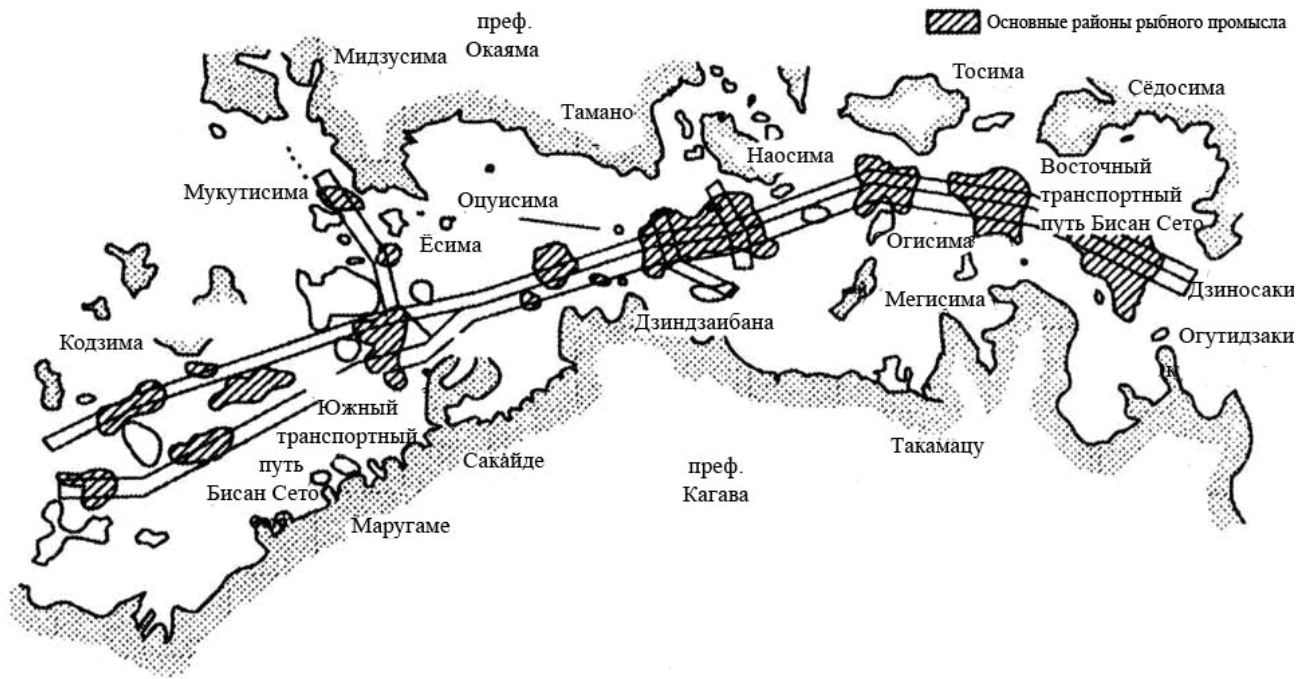 преф.
Окаяма
Основные районы рыбного промысла
Мидзусима
Тосима
Сёдосима
Тамано
Наосима
Мукутисима
Оцуисима
Восточный
транспортный
путь Бисан Сето
Ёсима
Огисима
Мегисима
Дзиносаки
Дзиндзаибана
Огутидзаки
Кодзима
Южный
транспортный
путь
Бисан Сето
Сакайде
Такамацу
преф.
Кагава
Маругаме